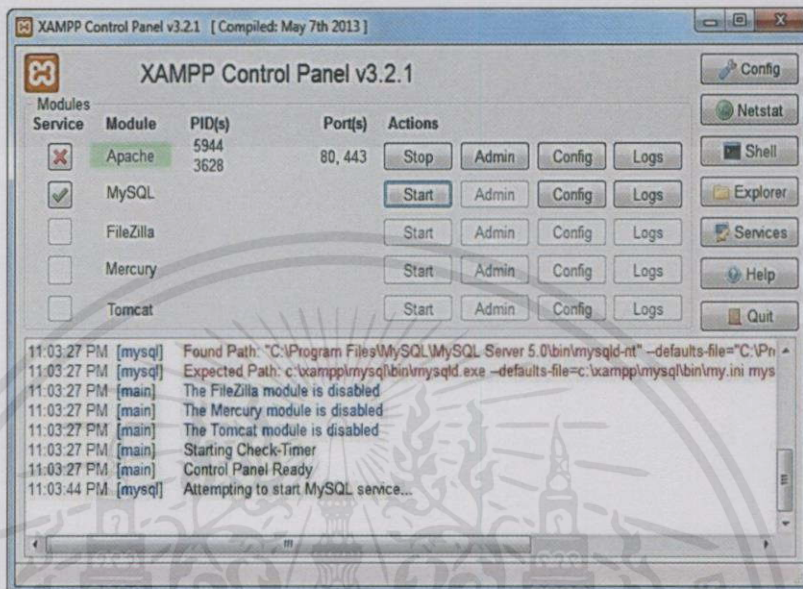 XAMPP Control Panel v3.2.1 [ Compiled: May 7th 2013 ]
XAMPP Control Panel v3.2.1
Config
Modules
Service Module PID(s) Port(s) Actions
Netstat
Apache 5944 3628 80, 443 Stop Admin Config Logs
Shell
MySQL Start Admin Config Logs
Explorer
FileZilla Start Admin Config Logs
Services
Mercury Start Admin Config Logs
Help
Tomcat Start Admin Config Logs
Quit
11:03:27 PM [mysql] Found Path: "C:\Program Files\MySQL\MySQL Server 5.0\bin\mysqld-nt" --defaults-file="C:\Pr
11:03:27 PM [mysql] Expected Path: c:\xampp\mysql\bin\mysqld.exe --defaults-file=c:\xampp\mysql\bin\my.ini mys
11:03:27 PM [main] The FileZilla module is disabled
11:03:27 PM [main] The Mercury module is disabled
11:03:27 PM [main] The Tomcat module is disabled
11:03:27 PM [main] Starting Check-Timer
11:03:27 PM [main] Control Panel Ready
11:03:44 PM [mysql] Attempting to start MySQL service...